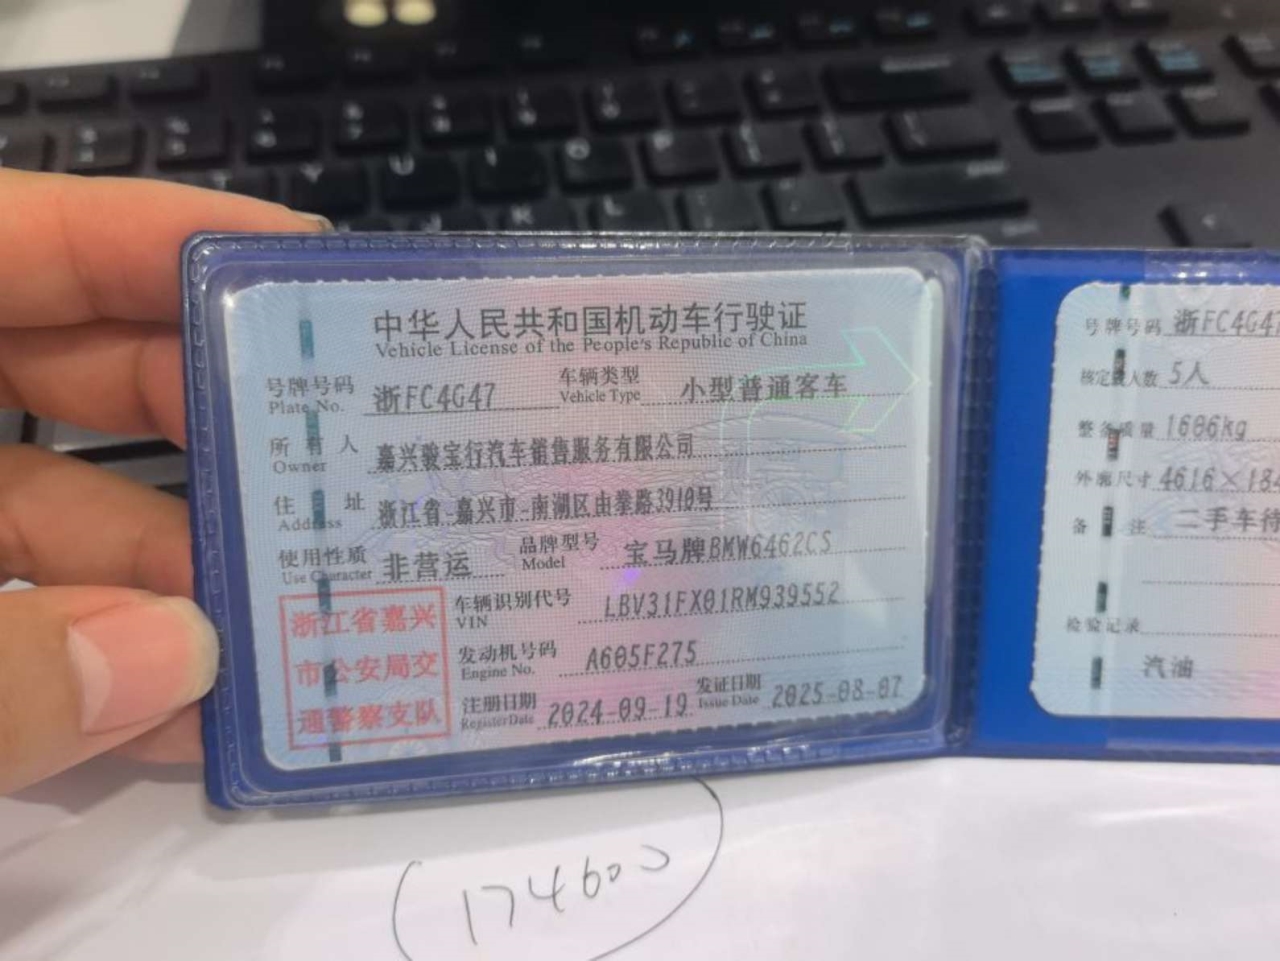 中华人民共和国机动车行驶证
Vehicle License of the People's Republic of China
号牌号码 浙FC4G47 车辆类型 小型普通客车
Plate No. Vehicle Type
所有人 嘉兴骏宝行汽车销售服务有限公司
Owner
住址 浙江省-嘉兴市-南湖区由拳路3910号
Address
使用性质 非营运 品牌型号 宝马牌BMW6462CS
Use Character Model
浙江省嘉兴
市公安局交
通警察支队
车辆识别代号 LBV31FX01RM939552
VIN
发动机号码 A605F275
Engine No.
注册日期 2024-09-19 发证日期 2025-08-07
Register Date Issue Date
号牌号码 浙FC4G47
核定载人数 5人
整备质量 1606kg
外廓尺寸 4616×184
备注 二手车待
检验记录
汽油
174600
Y U I O P
K L